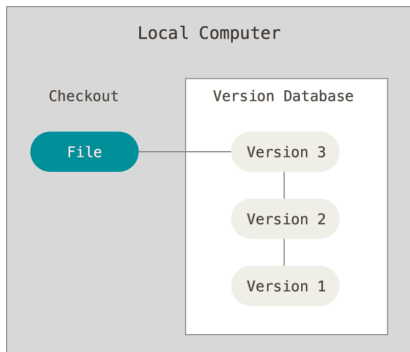 Local Computer
Checkout
Version Database
File
Version 3
Version 2
Version 1